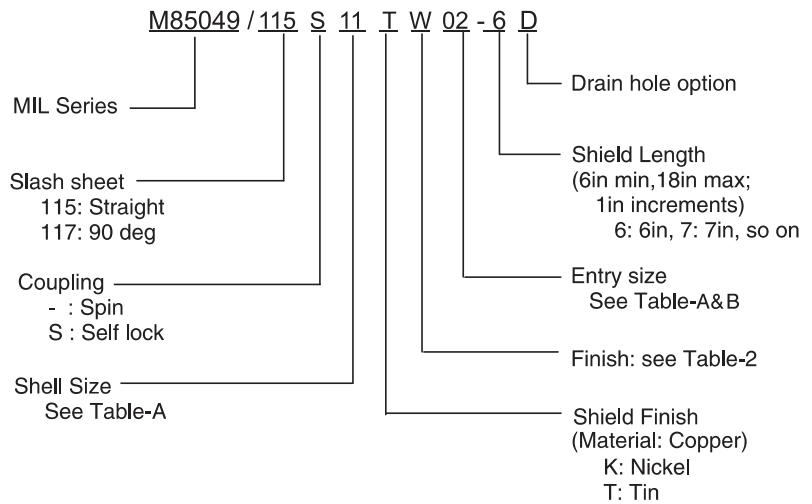 M85049 / 115 S 11 T W 02 - 6 D
MIL Series
Slash sheet
115: Straight
117: 90 deg
Coupling
- : Spin
S : Self lock
Shell Size
See Table-A
Drain hole option
Shield Length
(6in min,18in max;
1in increments)
6: 6in, 7: 7in, so on
Entry size
See Table-A&B
Finish: see Table-2
Shield Finish
(Material: Copper)
K: Nickel
T: Tin